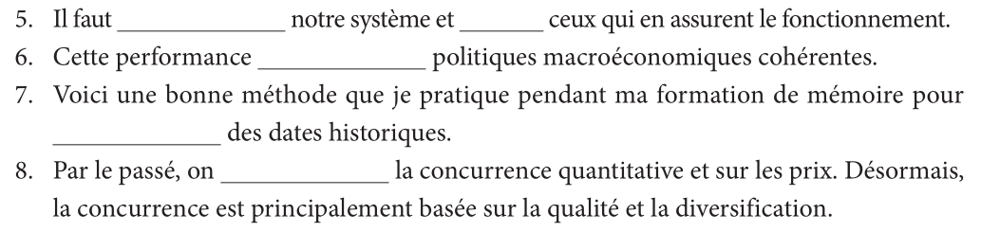 5. Il faut _____________ notre système et _______ ceux qui en assurent le fonctionnement.
6. Cette performance _____________ politiques macroéconomiques cohérentes.
7. Voici une bonne méthode que je pratique pendant ma formation de mémoire pour
_____________ des dates historiques.
8. Par le passé, on _____________ la concurrence quantitative et sur les prix. Désormais,
la concurrence est principalement basée sur la qualité et la diversification.